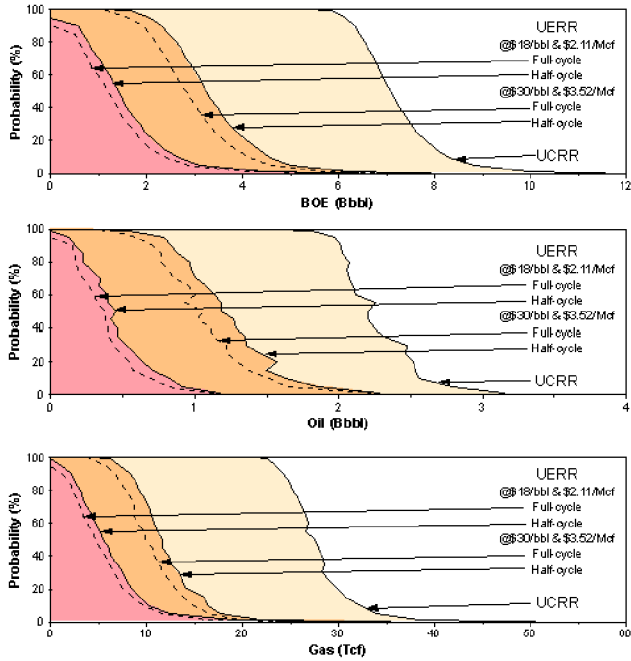 100
80
60
40
20
0
Probability (%)
UERR
@$18/bbl & $2.11/Mcf
Full-cycle
Half-cycle
@$30/bbl & $3.52/Mcf
Full-cycle
Half-cycle
UCRR
0 2 4 6 8 10 12
BOE (Bbbl)
100
80
60
40
20
0
Probability (%)
UERR
@$18/bbl & $2.11/Mcf
Full-cycle
Half-cycle
@$30/bbl & $3.52/Mcf
Full-cycle
Half-cycle
UCRR
0 1 2 3 4
Oil (Bbbl)
100
80
60
40
20
0
Probability (%)
UERR
@$18/bbl & $2.11/Mcf
Full-cycle
Half-cycle
@$30/bbl & $3.52/Mcf
Full-cycle
Half-cycle
UCRR
0 10 20 30 40 50 60
Gas (Tcf)